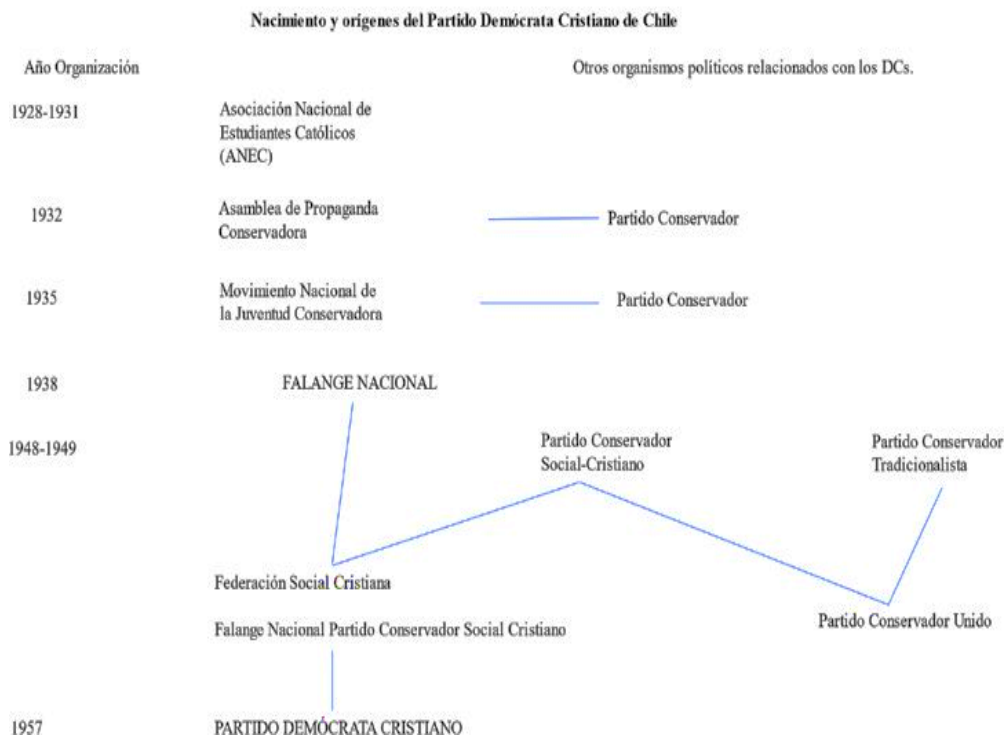 Nacimiento y orígenes del Partido Demócrata Cristiano de Chile
Año Organización
Otros organismos políticos relacionados con los DCs.
1928-1931
Asociación Nacional de
Estudiantes Católicos
(ANEC)
1932
Asamblea de Propaganda
Conservadora
Partido Conservador
1935
Movimiento Nacional de
la Juventud Conservadora
Partido Conservador
1938
FALANGE NACIONAL
1948-1949
Partido Conservador
Social-Cristiano
Partido Conservador
Tradicionalista
Federación Social Cristiana
Falange Nacional Partido Conservador Social Cristiano
Partido Conservador Unido
1957
PARTIDO DEMÓCRATA CRISTIANO